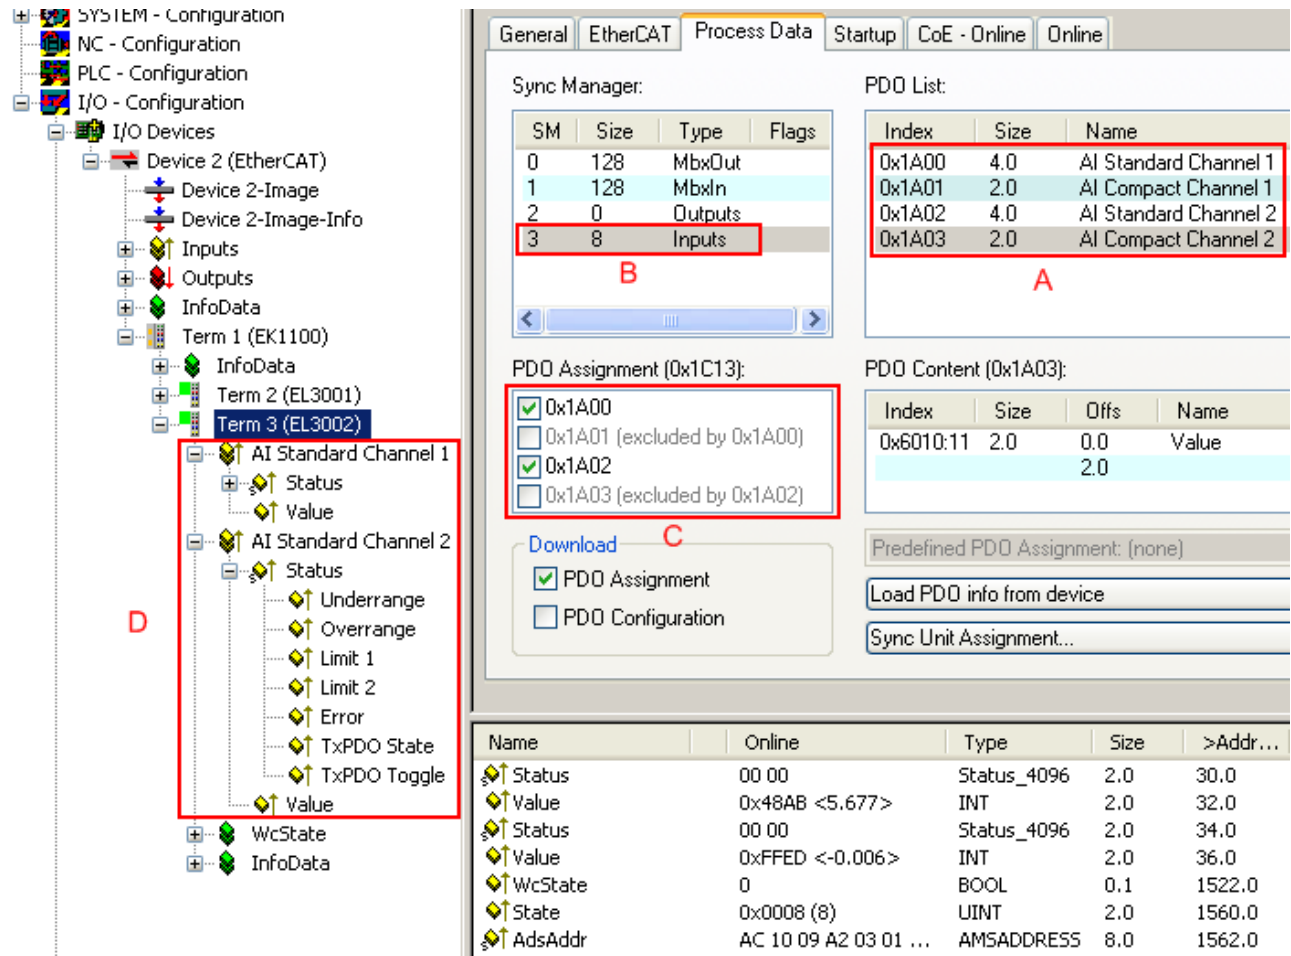 SYSTEM - Configuration
NC - Configuration
PLC - Configuration
I/O - Configuration
I/O Devices
Device 2 (EtherCAT)
Device 2-Image
Device 2-Image-Info
Inputs
Outputs
InfoData
Term 1 (EK1100)
InfoData
Term 2 (EL3001)
Term 3 (EL3002)
AI Standard Channel 1
Status
Value
AI Standard Channel 2
Status
Underrange
Overrange
Limit 1
Limit 2
Error
TxPDO State
TxPDO Toggle
Value
WcState
InfoData
D
General EtherCAT Process Data Startup CoE - Online Online
Sync Manager:
SM Size Type Flags
0 128 MbxOut
1 128 MbxIn
2 0 Outputs
3 8 Inputs
B
PDO List:
Index Size Name
0x1A00 4.0 AI Standard Channel 1
0x1A01 2.0 AI Compact Channel 1
0x1A02 4.0 AI Standard Channel 2
0x1A03 2.0 AI Compact Channel 2
A
PDO Assignment (0x1C13):
0x1A00
0x1A01 (excluded by 0x1A00)
0x1A02
0x1A03 (excluded by 0x1A02)
C
PDO Content (0x1A03):
Index Size Offs Name
0x6010:11 2.0 0.0 Value
2.0
Download
PDO Assignment
PDO Configuration
Predefined PDO Assignment: (none)
Load PDO info from device
Sync Unit Assignment...
Name Online Type Size >Addr...
Status 00 00 Status_4096 2.0 30.0
Value 0x48AB <5.677> INT 2.0 32.0
Status 00 00 Status_4096 2.0 34.0
Value 0xFFED <-0.006> INT 2.0 36.0
WcState 0 BOOL 0.1 1522.0
State 0x0008 (8) UINT 2.0 1560.0
AdsAddr AC 10 09 A2 03 01 ... AMSADDRESS 8.0 1562.0